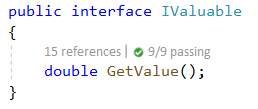 public interface IValuable
{
15 references | 9/9 passing
double GetValue();
}